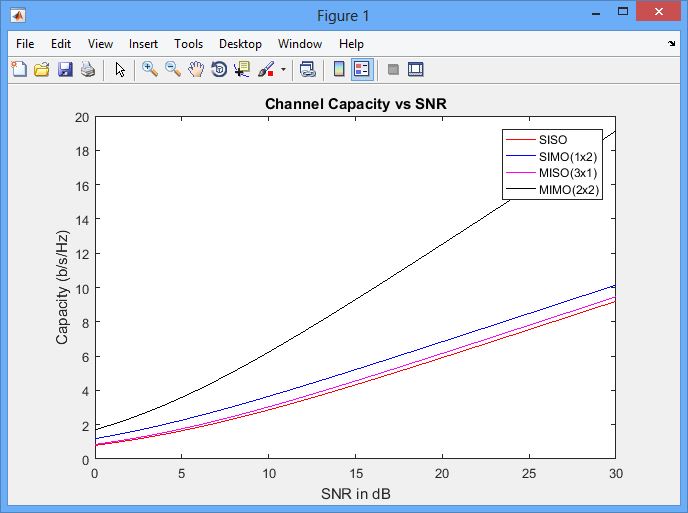 Figure 1
File Edit View Insert Tools Desktop Window Help
Channel Capacity vs SNR
20
18
16
14
12
10
8
6
4
2
0
Capacity (b/s/Hz)
SISO
SIMO(1x2)
MISO(3x1)
MIMO(2x2)
0 5 10 15 20 25 30
SNR in dB